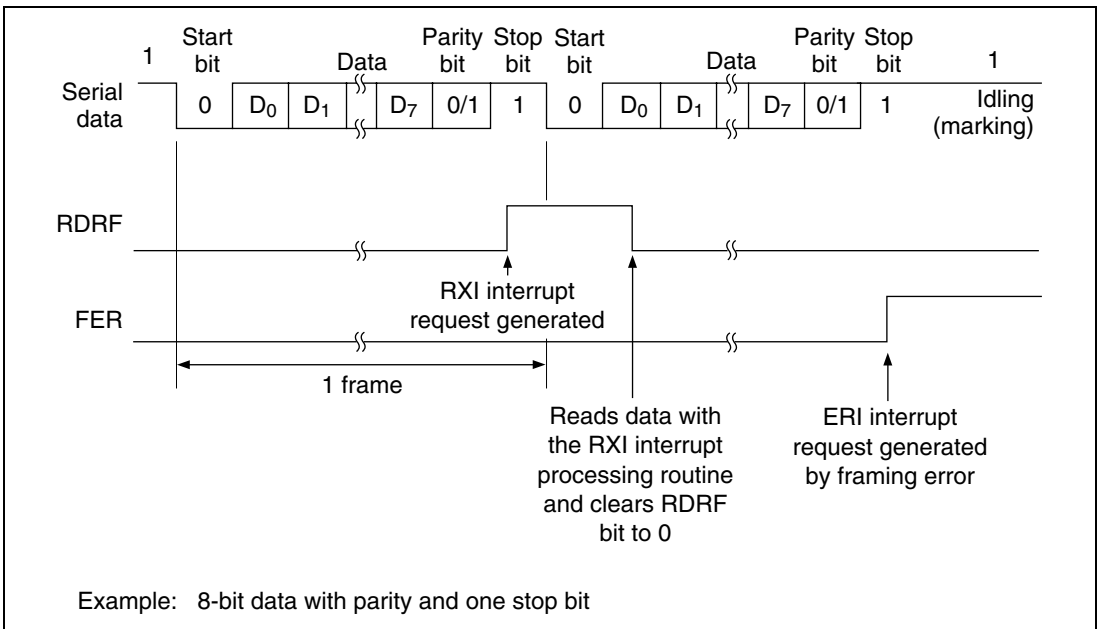 1 Start bit Data Parity bit Stop bit Start bit Data Parity bit Stop bit 1
Serial data 0 D0 D1 D7 0/1 1 0 D0 D1 D7 0/1 1 Idling (marking)
RDRF
RXI interrupt
request generated
FER
1 frame
Reads data with
the RXI interrupt
processing routine
and clears RDRF
bit to 0
ERI interrupt
request generated
by framing error
Example: 8-bit data with parity and one stop bit